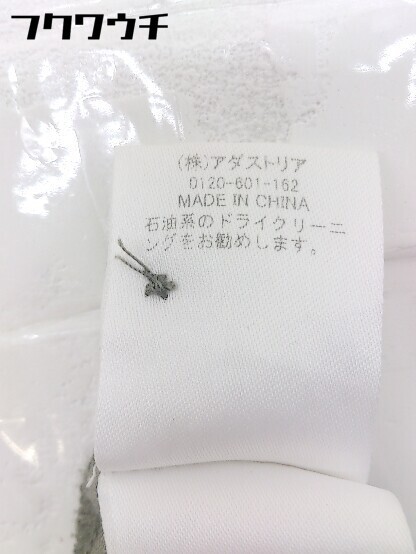 フクワウチ
(株)アダストリア
0120-601-162
MADE IN CHINA
石油系のドライクリーニ
ングをお勧めします。